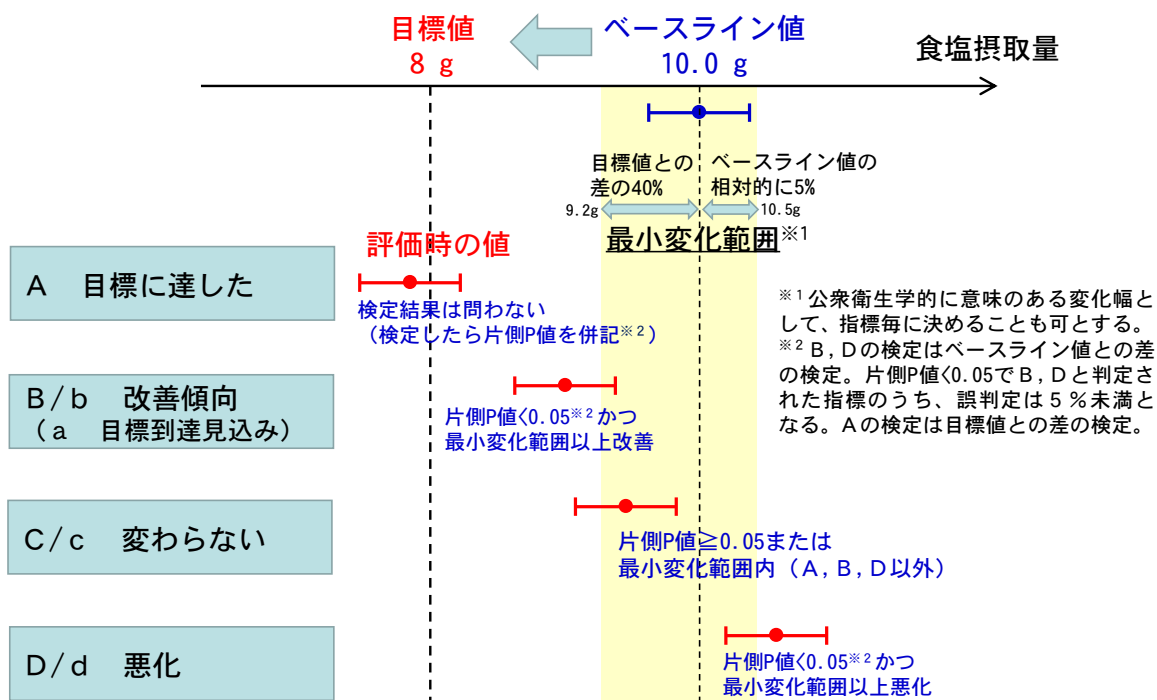 目標値
8 g
ベースライン値
10.0 g
食塩摂取量
目標値との
差の40%
ベースライン値の
相対的に5%
9.2g
10.5g
最小変化範囲※1
評価時の値
A 目標に達した
検定結果は問わない
（検定したら片側P値を併記※2）
※1公衆衛生学的に意味のある変化幅と
して、指標毎に決めることも可とする。
※2B,Dの検定はベースライン値との差
の検定。片側P値<0.05でB,Dと判定さ
れた指標のうち、誤判定は5%未満と
なる。Aの検定は目標値との差の検定。
B/b 改善傾向
(a 目標到達見込み)
片側P値<0.05※2かつ
最小変化範囲以上改善
C/c 変わらない
片側P値≧0.05または
最小変化範囲内（A,B,D以外）
D/d 悪化
片側P値<0.05※2かつ
最小変化範囲以上悪化